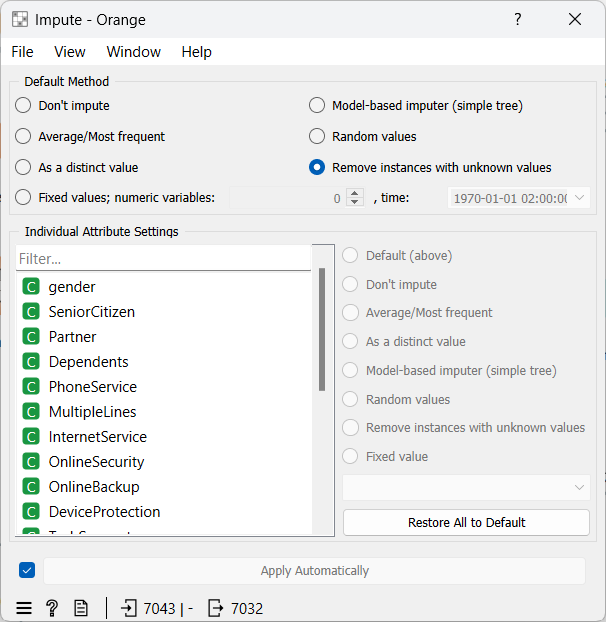 Impute - Orange
File View Window Help
Default Method
Don't impute
Model-based imputer (simple tree)
Average/Most frequent
Random values
As a distinct value
Remove instances with unknown values
Fixed values; numeric variables: 0 , time: 1970-01-01 02:00:00
Individual Attribute Settings
Filter...
C gender
C SeniorCitizen
C Partner
C Dependents
C PhoneService
C MultipleLines
C InternetService
C OnlineSecurity
C OnlineBackup
C DeviceProtection
Default (above)
Don't impute
Average/Most frequent
As a distinct value
Model-based imputer (simple tree)
Random values
Remove instances with unknown values
Fixed value
Restore All to Default
Apply Automatically
7043 | - 7032